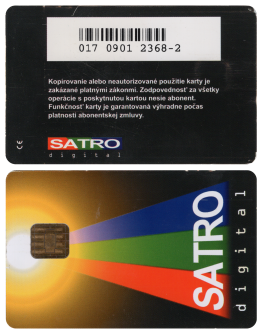 017 0901 2368-2
Kopírovanie alebo neautorizované použitie karty je
zakázané platnými zákonmi. Zodpovednosť za všetky
operácie s poskytnutou kartou nesie abonent.
Funkčnosť karty je garantovaná výhradne počas
platnosti abonentskej zmluvy.
CE
SATRO
digital
SATRO
digital